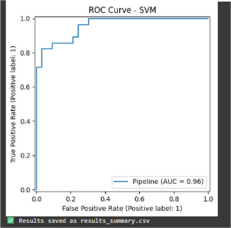 ROC Curve - SVM
True Positive Rate (Positive label: 1)
1.0
0.8
0.6
0.4
0.2
0.0
Pipeline (AUC = 0.96)
0.0 0.2 0.4 0.6 0.8 1.0
False Positive Rate (Positive label: 1)
✅ Results saved as results_summary.csv